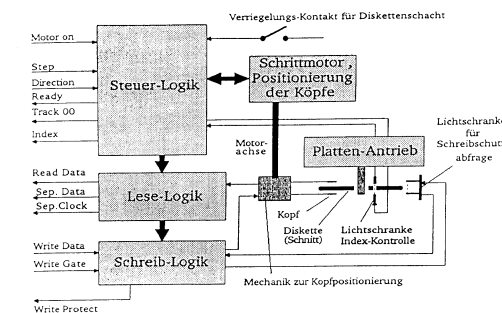 Verriegelungs-Kontakt für Diskettenschacht
Motor on
Step
Direction
Ready
Track 00
Index
Steuer-Logik
Schrittmotor,
Positionierung
der Köpfe
Motor-
achse
Platten-Antrieb
Lichtschranke
für
Schreibschutz
abfrage
Read Data
Sep. Data
Sep.Clock
Lese-Logik
Kopf
Diskette
(Schnitt)
Lichtschranke
Index-Kontrolle
Write Data
Write Gate
Schreib-Logik
Mechanik zur Kopfpositionierung
Write Protect